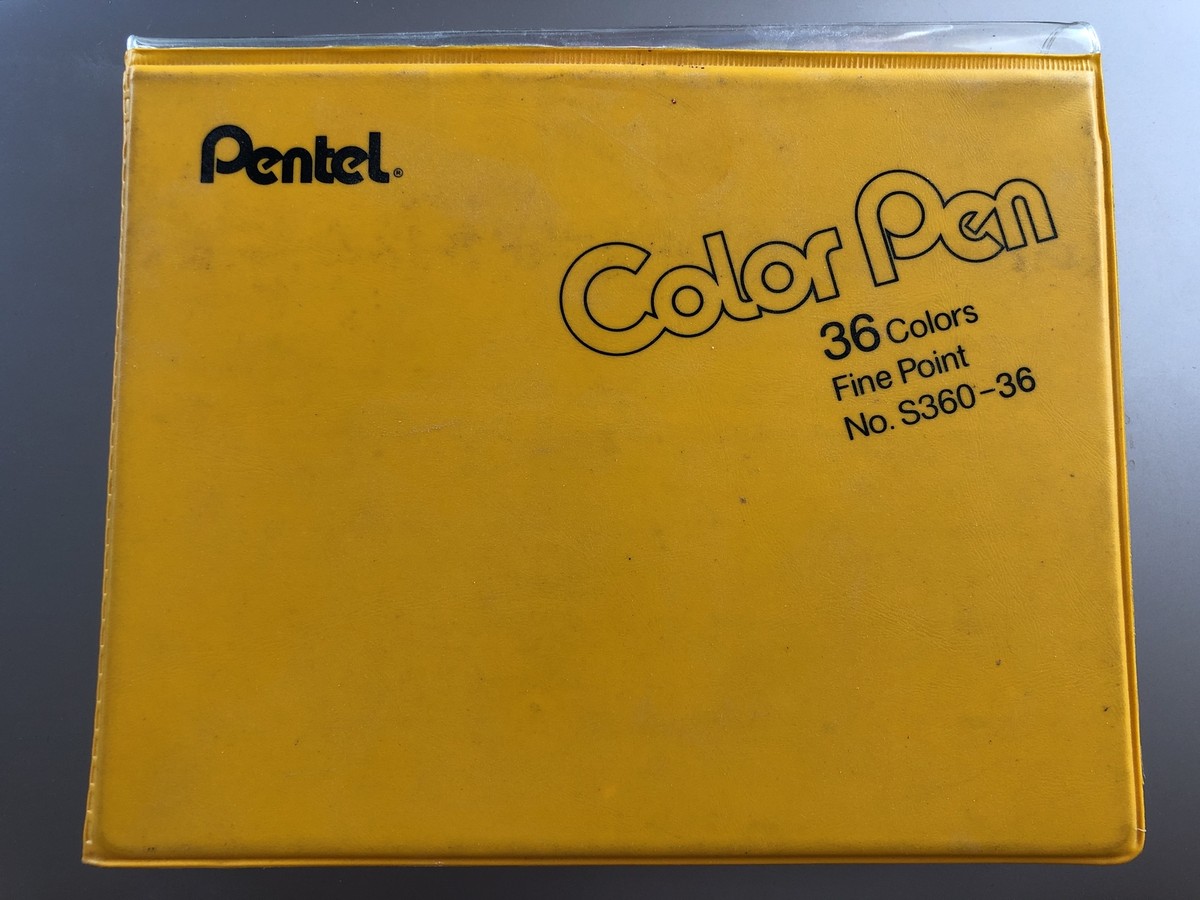 Pentel®
Color Pen
36 Colors
Fine Point
No. S360-36